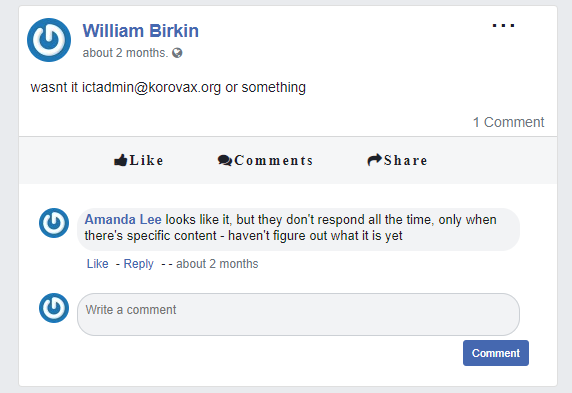 William Birkin
...
about 2 months.
wasnt it ictadmin@korovax.org or something
1 Comment
Like Comments Share
Amanda Lee looks like it, but they don't respond all the time, only when
there's specific content - haven't figure out what it is yet
Like - Reply - - about 2 months
Write a comment
Comment